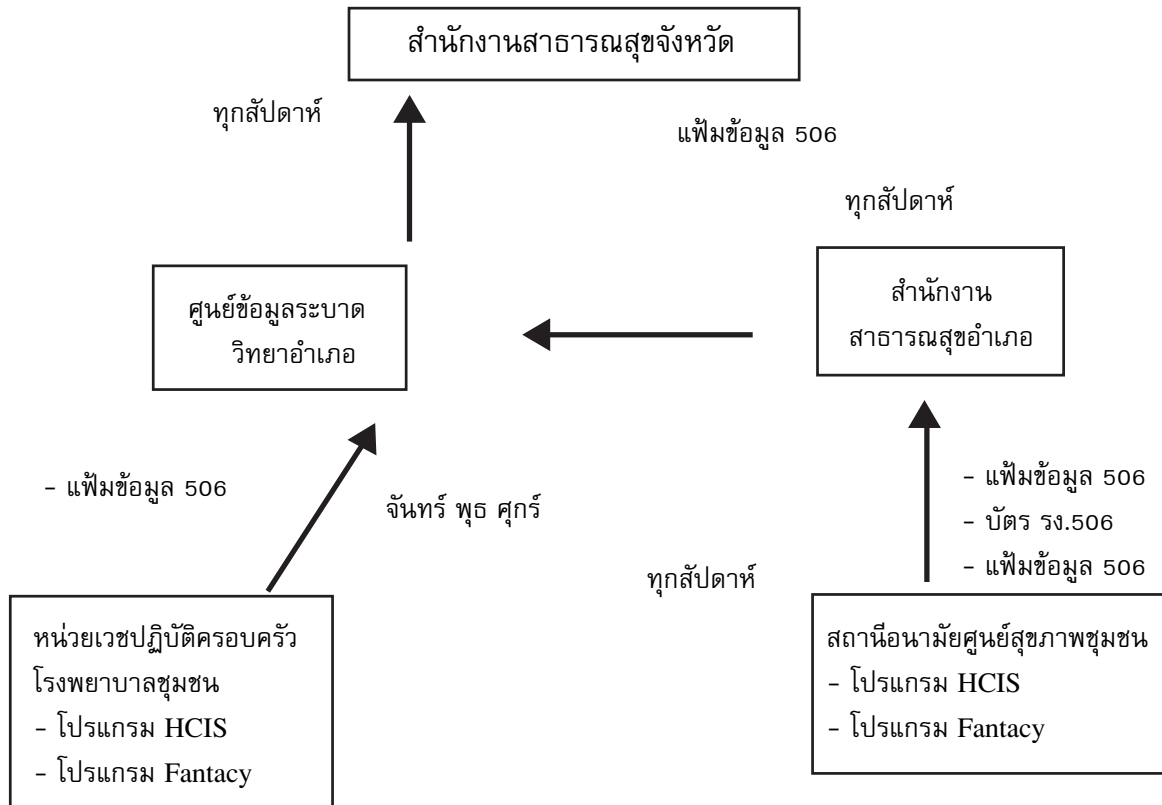 สำนักงานสาธารณสุขจังหวัด
ทุกสัปดาห์
แฟ้มข้อมูล 506
ทุกสัปดาห์
ศูนย์ข้อมูลระบาด
วิทยาอำเภอ
สำนักงาน
สาธารณสุขอำเภอ
- แฟ้มข้อมูล 506
จันทร์ พุธ ศุกร์
- แฟ้มข้อมูล 506
- บัตร รง.506
- แฟ้มข้อมูล 506
ทุกสัปดาห์
หน่วยเวชปฏิบัติครอบครัว
โรงพยาบาลชุมชน
- โปรแกรม HCIS
- โปรแกรม Fantacy
สถานีอนามัยศูนย์สุขภาพชุมชน
- โปรแกรม HCIS
- โปรแกรม Fantacy